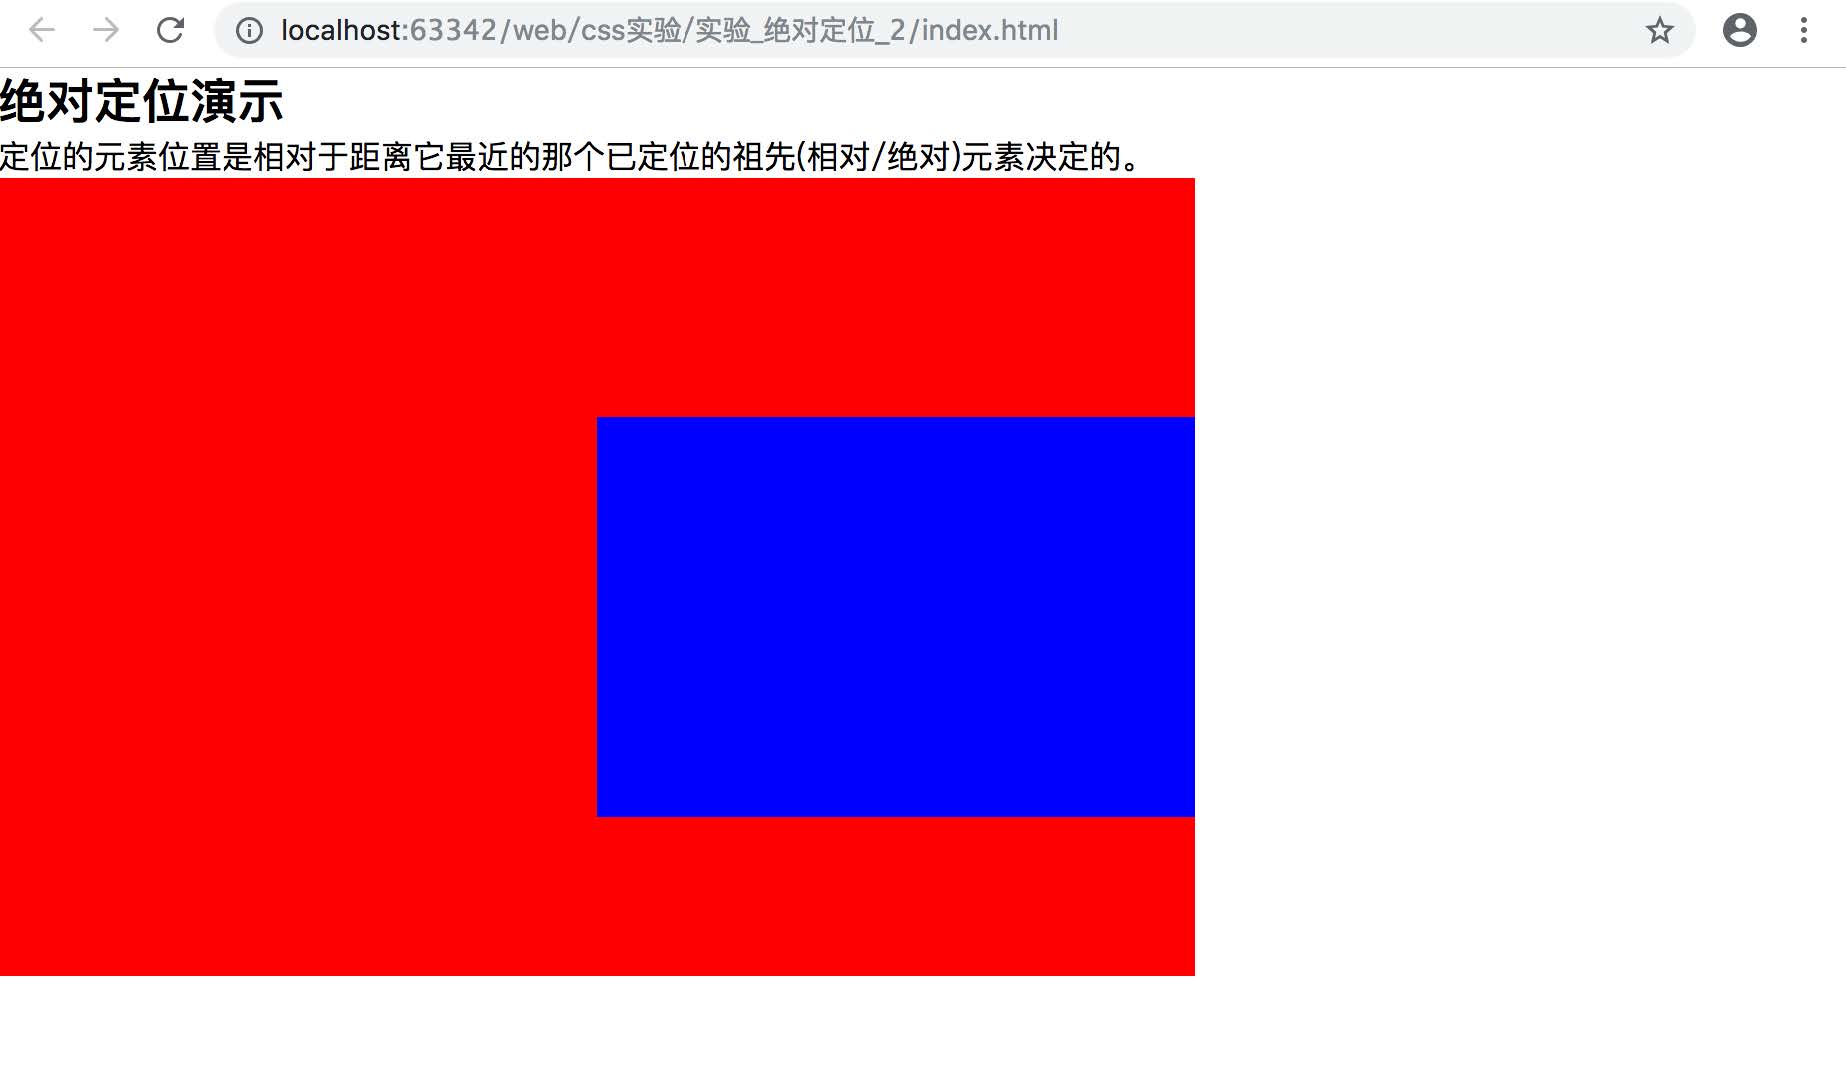 localhost:63342/web/css实验/实验_绝对定位_2/index.html
绝对定位演示
定位的元素位置是相对于距离它最近的那个已定位的祖先(相对/绝对)元素决定的。